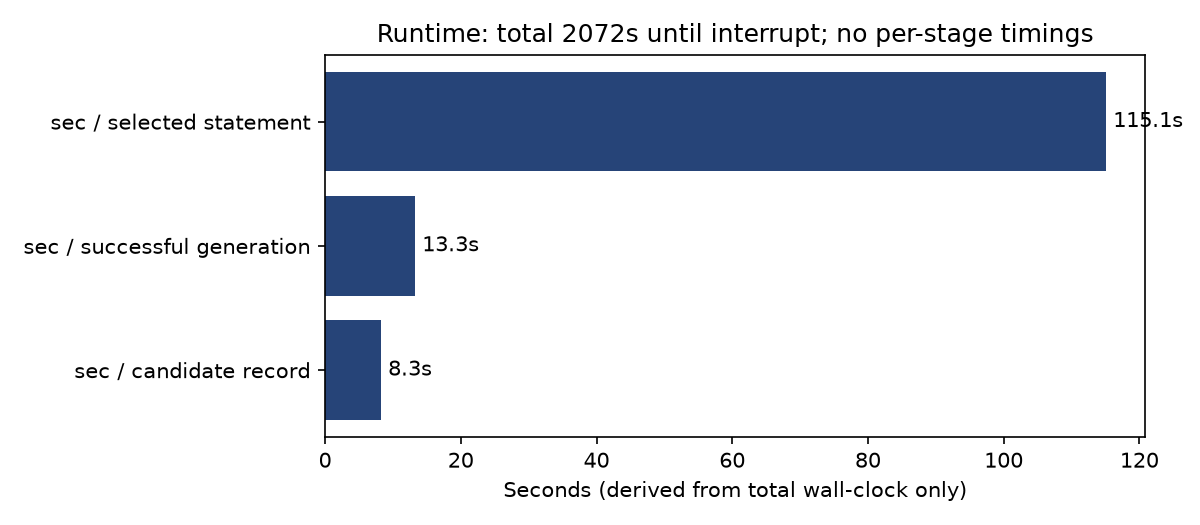 Runtime: total 2072s until interrupt; no per-stage timings
sec / selected statement
115.1s
sec / successful generation
13.3s
sec / candidate record
8.3s
0 20 40 60 80 100 120
Seconds (derived from total wall-clock only)